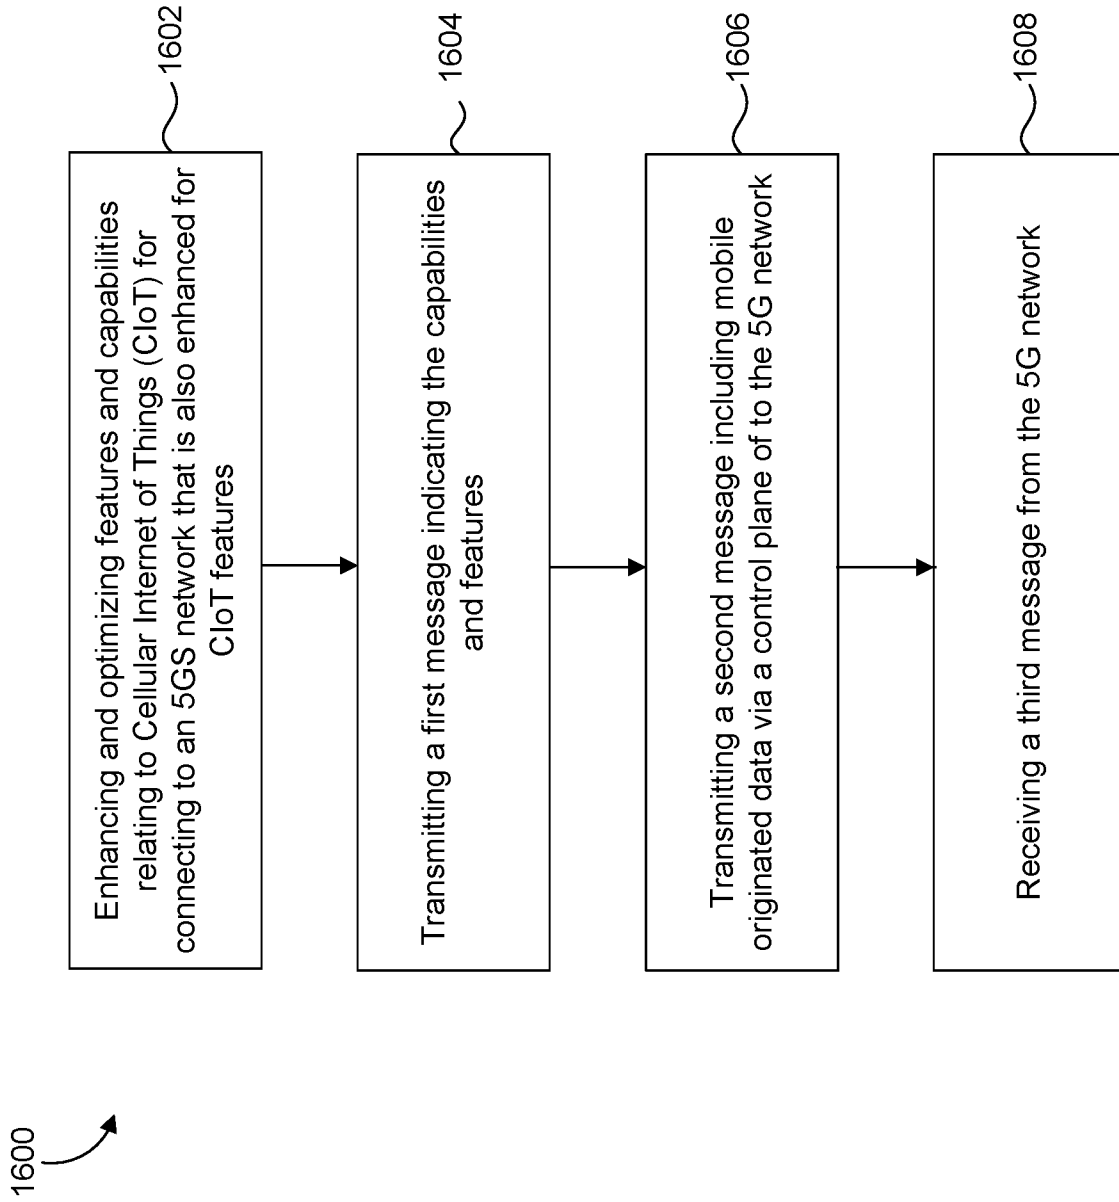 1600
Enhancing and optimizing features and capabilities
relating to Cellular Internet of Things (CIoT) for
connecting to an 5GS network that is also enhanced for
CIoT features
1602
Transmitting a first message indicating the capabilities
and features
1604
Transmitting a second message including mobile
originated data via a control plane of to the 5G network
1606
Receiving a third message from the 5G network
1608